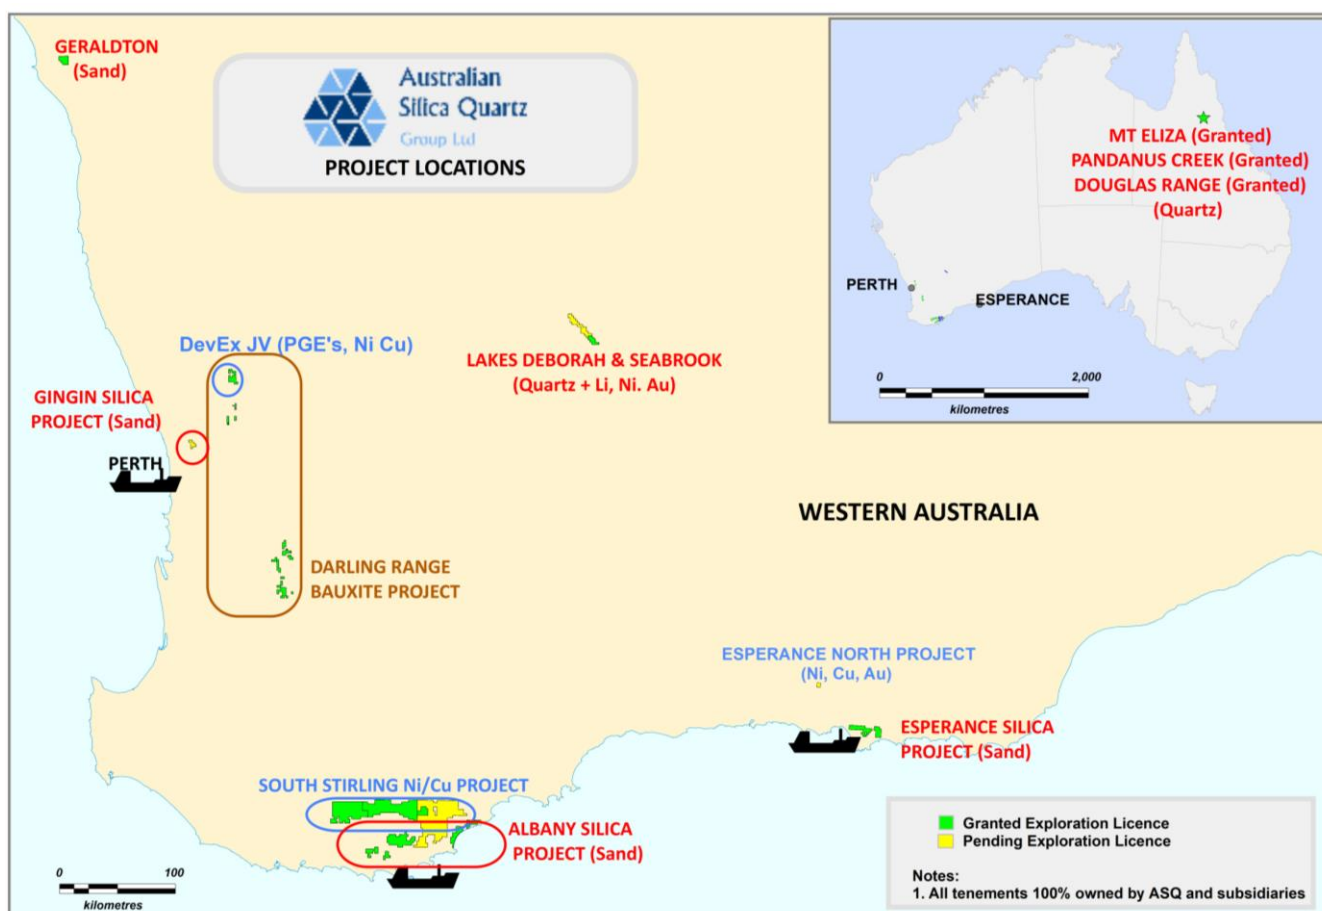 GERALDTON
(Sand)
Australian
Silica Quartz
Group Ltd
PROJECT LOCATIONS
MT ELIZA (Granted)
PANDANUS CREEK (Granted)
DOUGLAS RANGE (Granted)
(Quartz)
PERTH
ESPERANCE
0 2,000
kilometres
DevEx JV (PGE's, Ni Cu)
LAKES DEBORAH & SEABROOK
(Quartz + Li, Ni. Au)
GINGIN SILICA
PROJECT (Sand)
PERTH
WESTERN AUSTRALIA
DARLING RANGE
BAUXITE PROJECT
ESPERANCE NORTH PROJECT
(Ni, Cu, Au)
ESPERANCE SILICA
PROJECT (Sand)
SOUTH STIRLING Ni/Cu PROJECT
ALBANY SILICA
PROJECT (Sand)
0 100
kilometres
Granted Exploration Licence
Pending Exploration Licence
Notes:
1. All tenements 100% owned by ASQ and subsidiaries